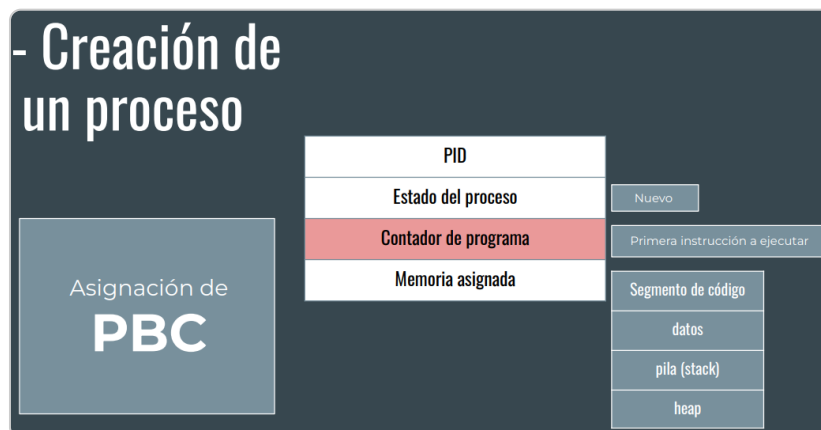 - Creación de
un proceso
PID
Estado del proceso
Nuevo
Contador de programa
Primera instrucción a ejecutar
Memoria asignada
Segmento de código
datos
pila (stack)
heap
Asignación de
PBC